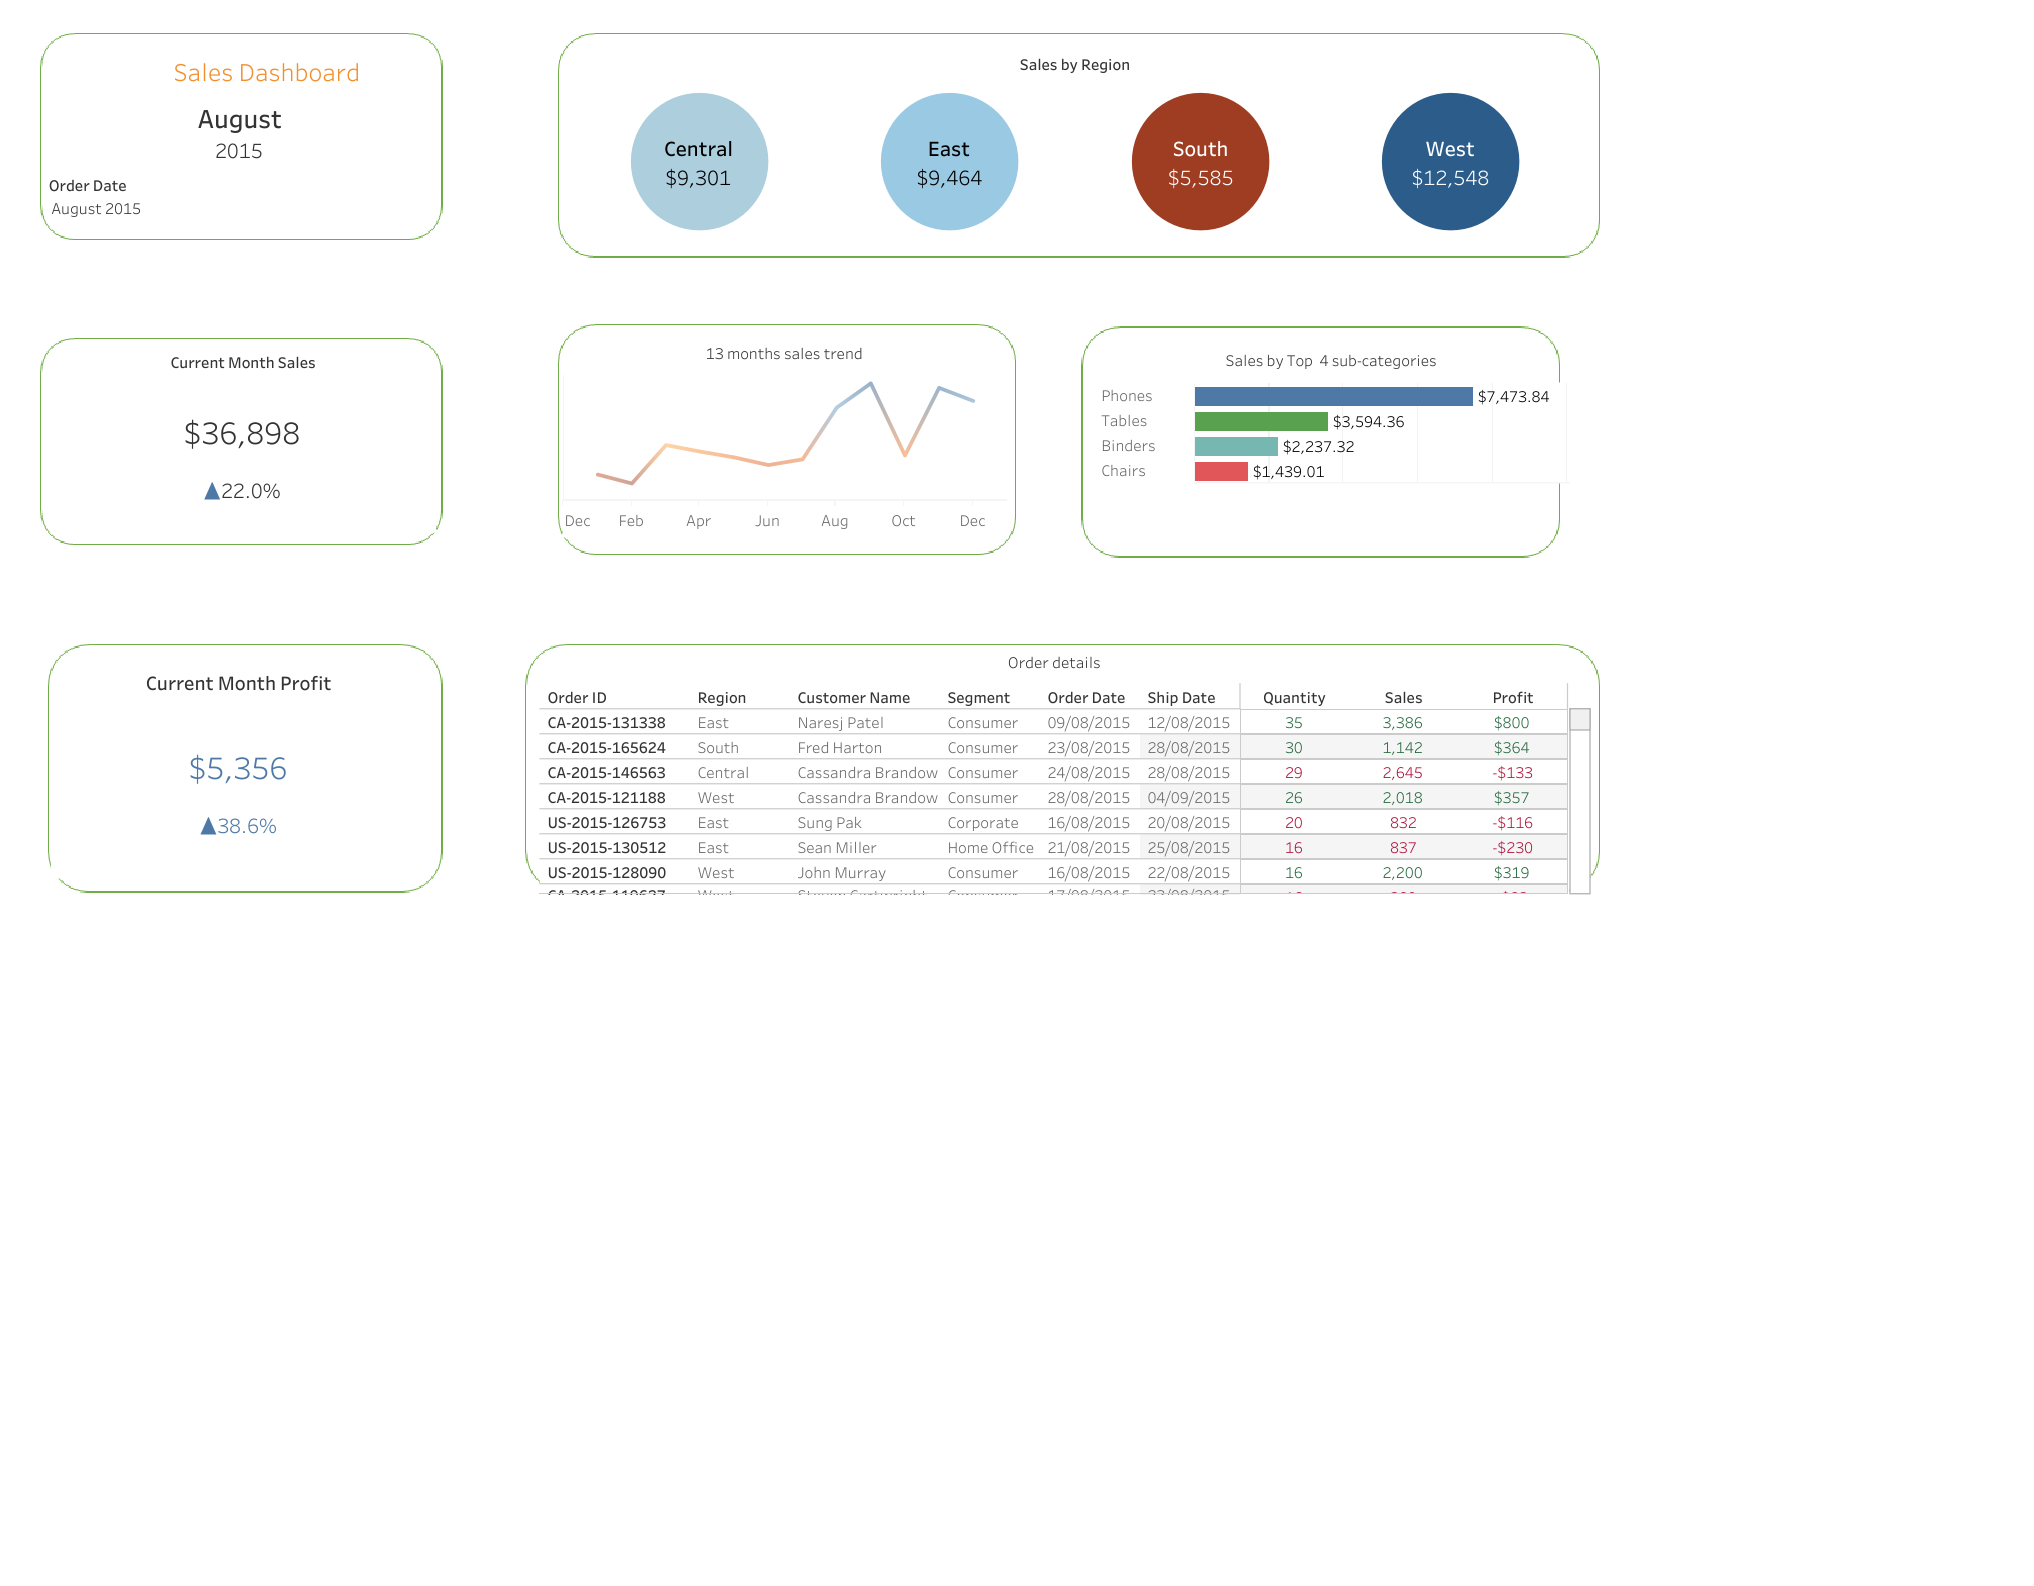 Sales Dashboard
August
2015
Order Date
August 2015
Sales by Region
Central
$9,301
East
$9,464
South
$5,585
West
$12,548
Current Month Sales
$36,898
▲22.0%
13 months sales trend
Dec Feb Apr Jun Aug Oct Dec
Sales by Top 4 sub-categories
Phones $7,473.84
Tables $3,594.36
Binders $2,237.32
Chairs $1,439.01
Current Month Profit
$5,356
▲38.6%
Order details
Order ID Region Customer Name Segment Order Date Ship Date Quantity Sales Profit
CA-2015-131338 East Naresj Patel Consumer 09/08/2015 12/08/2015 35 3,386 $800
CA-2015-165624 South Fred Harton Consumer 23/08/2015 28/08/2015 30 1,142 $364
CA-2015-146563 Central Cassandra Brandow Consumer 24/08/2015 28/08/2015 29 2,645 -$133
CA-2015-121188 West Cassandra Brandow Consumer 28/08/2015 04/09/2015 26 2,018 $357
US-2015-126753 East Sung Pak Corporate 16/08/2015 20/08/2015 20 832 -$116
US-2015-130512 East Sean Miller Home Office 21/08/2015 25/08/2015 16 837 -$230
US-2015-128090 West John Murray Consumer 16/08/2015 22/08/2015 16 2,200 $319